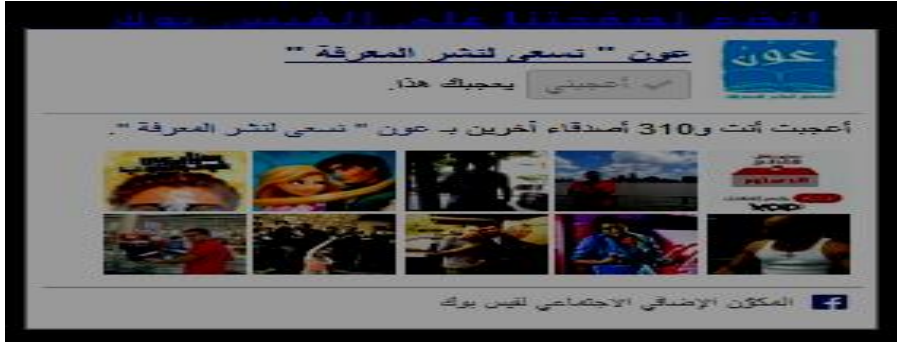 انضم لصفحتنا على الفيس بوك
عون " تسعى لنشر المعرفة "
عون
أعجبني
يعجبك هذا.
أعجبت أنت و310 أصدقاء آخرين بـ عون " تسعى لنشر المعرفة ".
المكوّن الإضافي الاجتماعي لفيس بوك